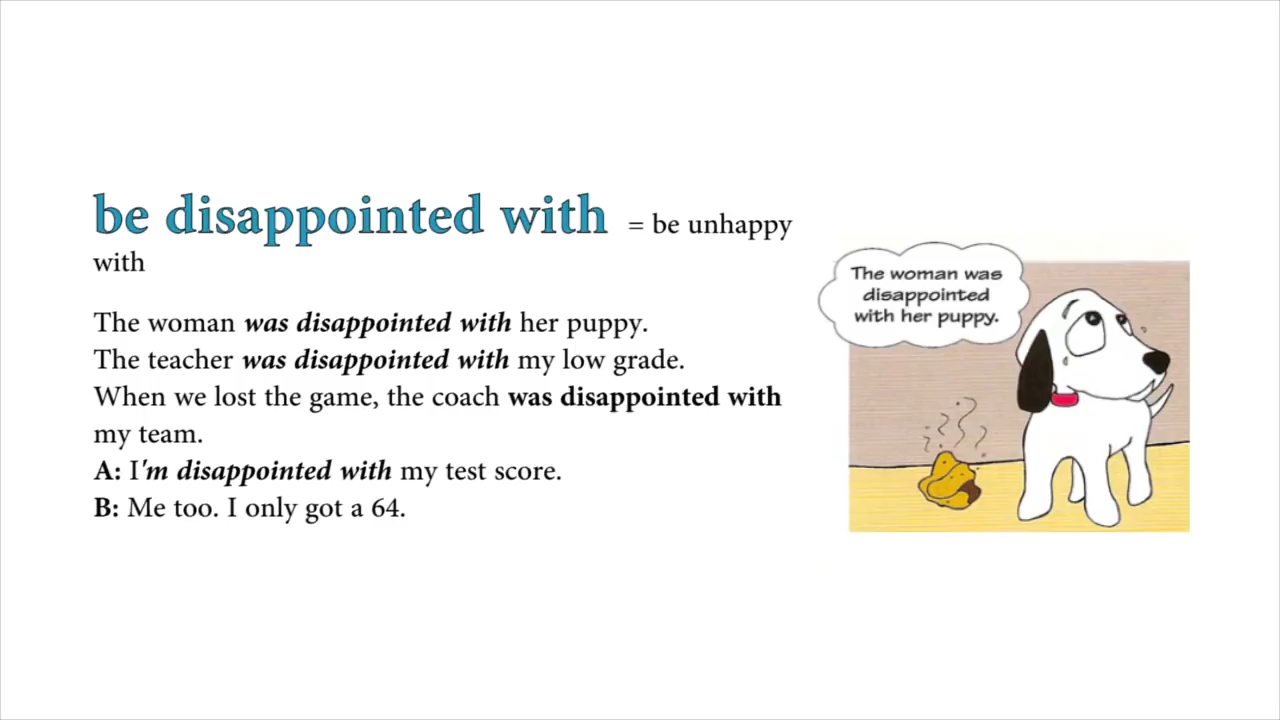 be disappointed with = be unhappy
with
The woman was disappointed with her puppy.
The teacher was disappointed with my low grade.
When we lost the game, the coach was disappointed with
my team.
A: I'm disappointed with my test score.
B: Me too. I only got a 64.
The woman was
disappointed
with her puppy.